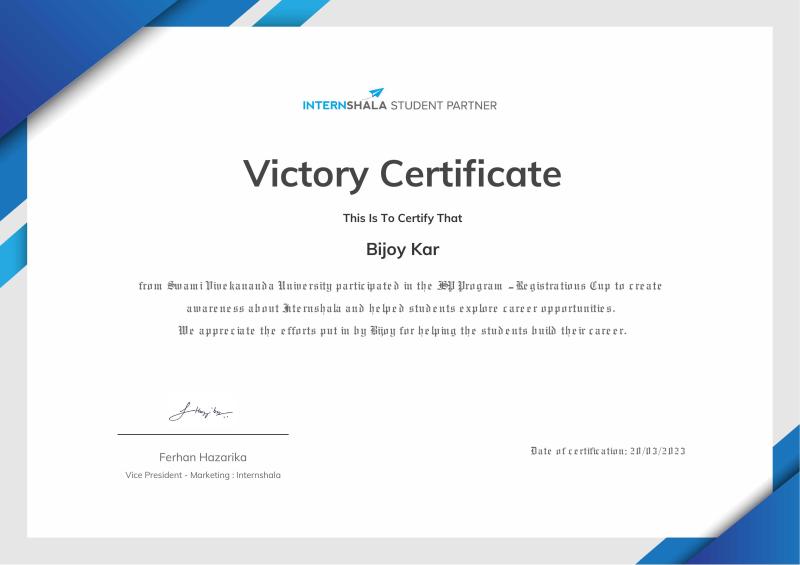 INTERNSHALA STUDENT PARTNER
Victory Certificate
This Is To Certify That
Bijoy Kar
from Swami Vivekananda University participated in the ISP Program - Registrations Cup to create
awareness about Internshala and helped students explore career opportunities.
We appreciate the efforts put in by Bijoy for helping the students build their career.
Ferhan Hazarika
Vice President - Marketing : Internshala
Date of certification: 20/03/2023